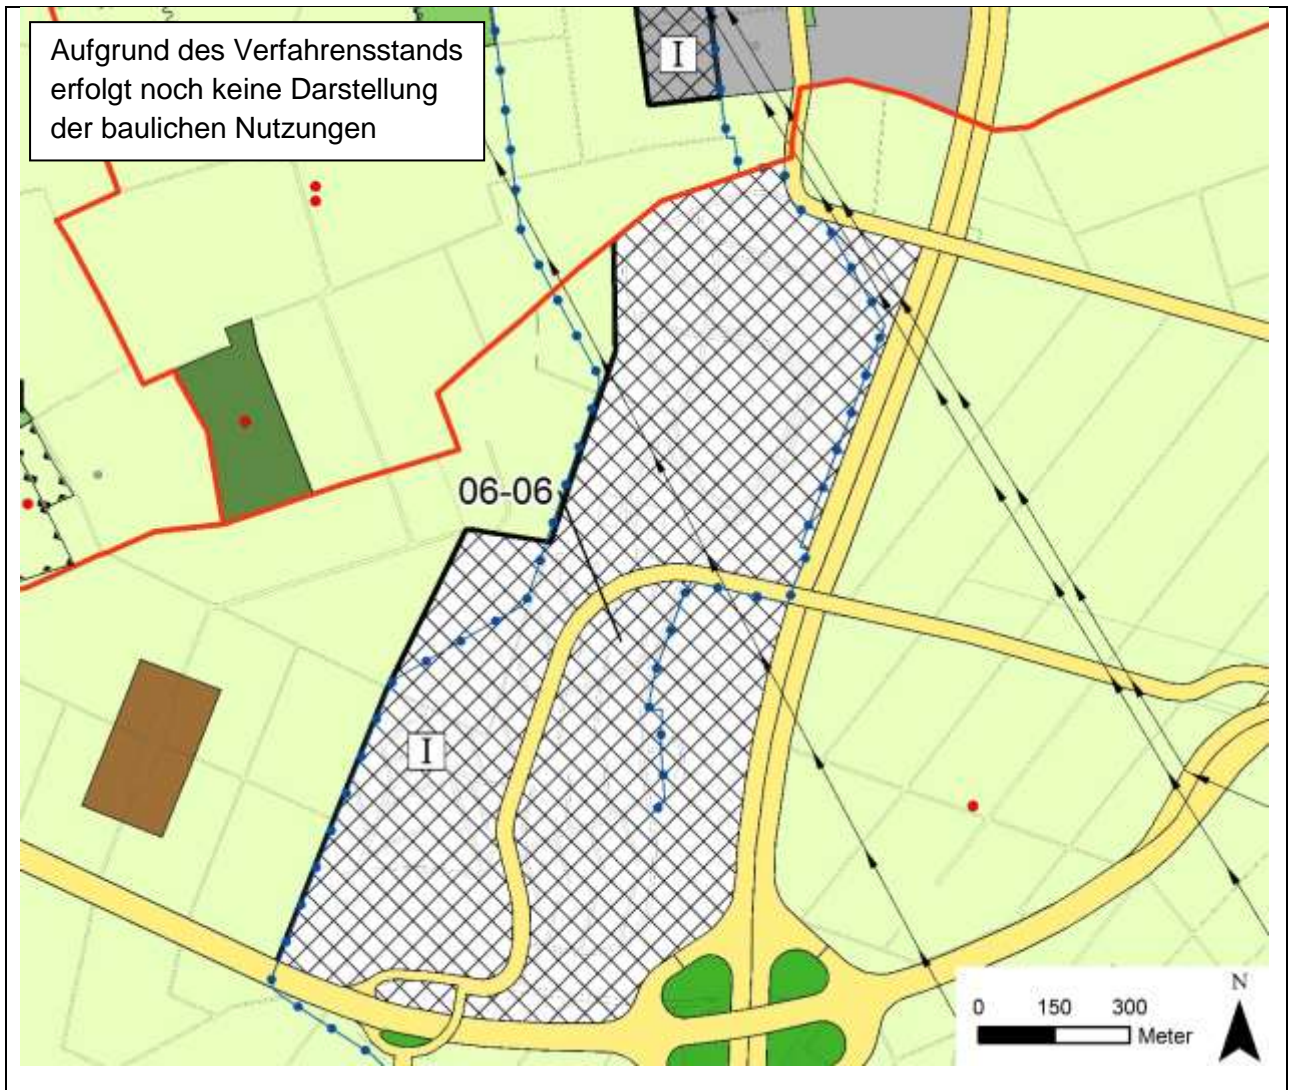 Aufgrund des Verfahrensstands
erfolgt noch keine Darstellung
der baulichen Nutzungen
I
06-06
I
N
0 150 300
Meter